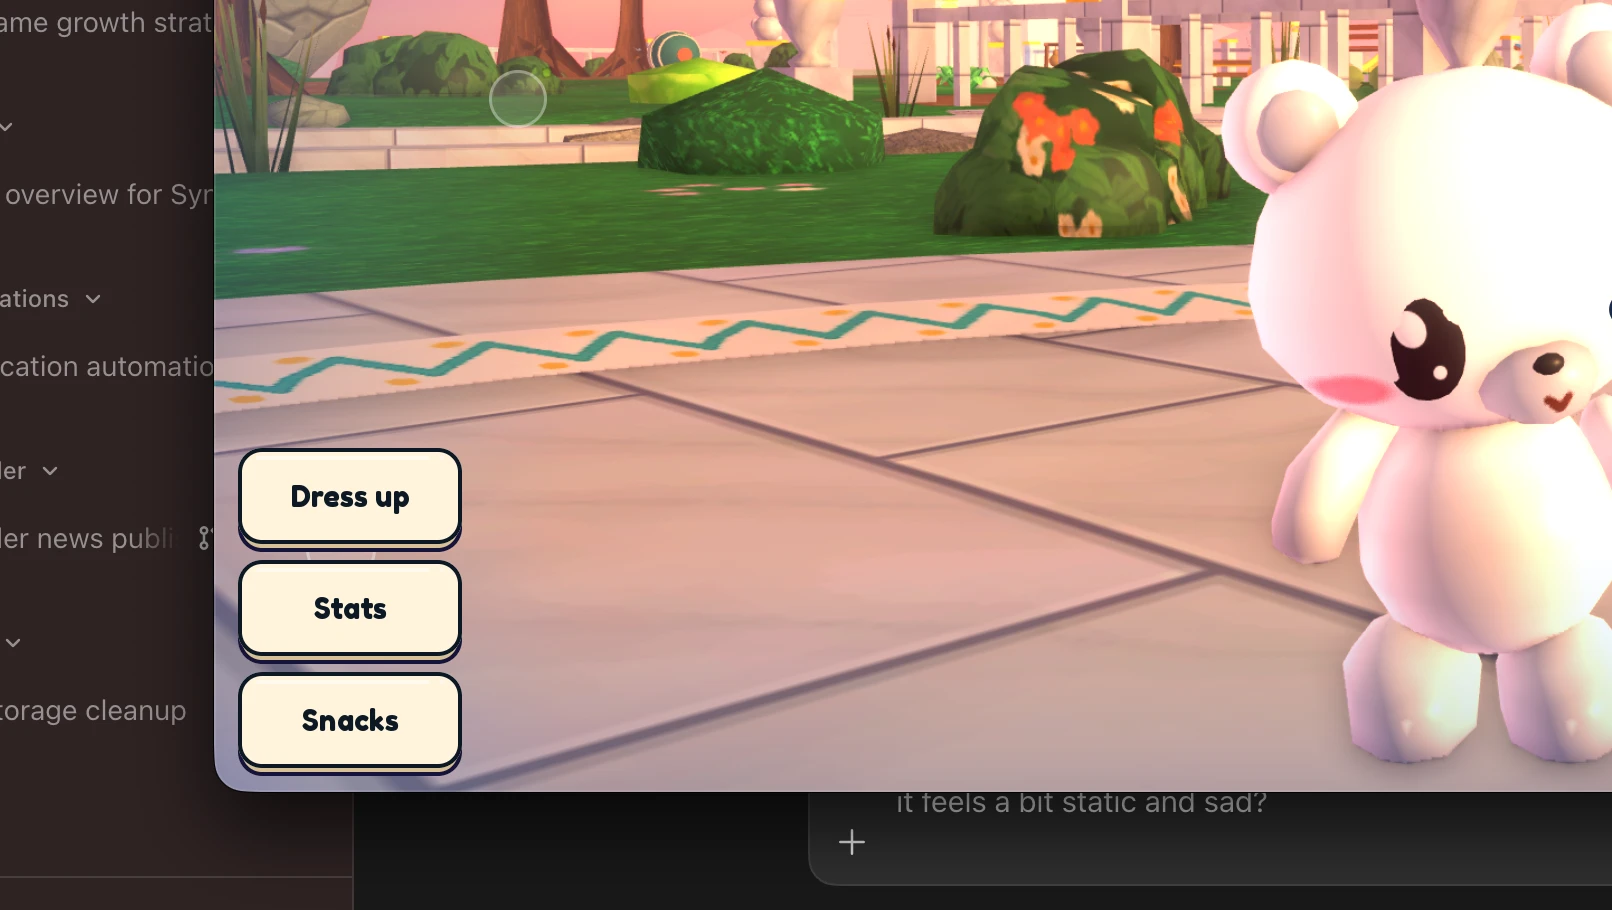 ame growth strat
overview for Syr
ations
cation automatio
ler
ler news publi
torage cleanup
Dress up
Stats
Snacks
it feels a bit static and sad?